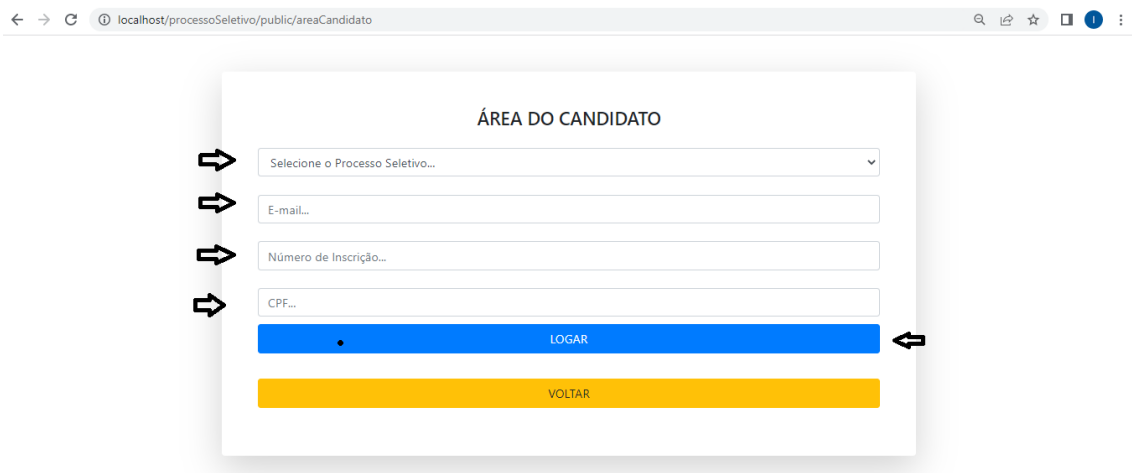 localhost/processoSeletivo/public/areaCandidato
I
ÁREA DO CANDIDATO
Selecione o Processo Seletivo...
E-mail...
Número de Inscrição...
CPF...
LOGAR
VOLTAR